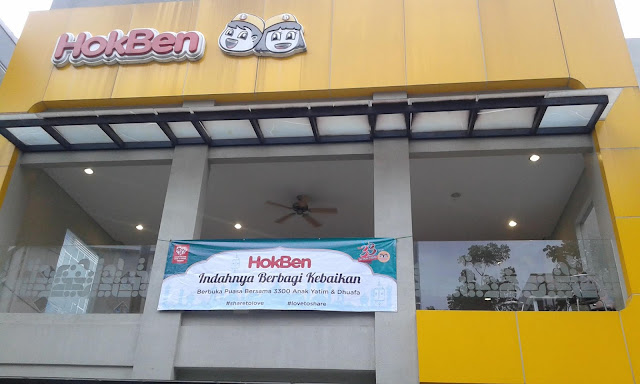 HokBen
HokBen
Indahnya Berbagi Kebaikan
Berbuka Puasa Bersama 3300 Anak Yatim & Dhuafa
#sharetolove #lovetoshare